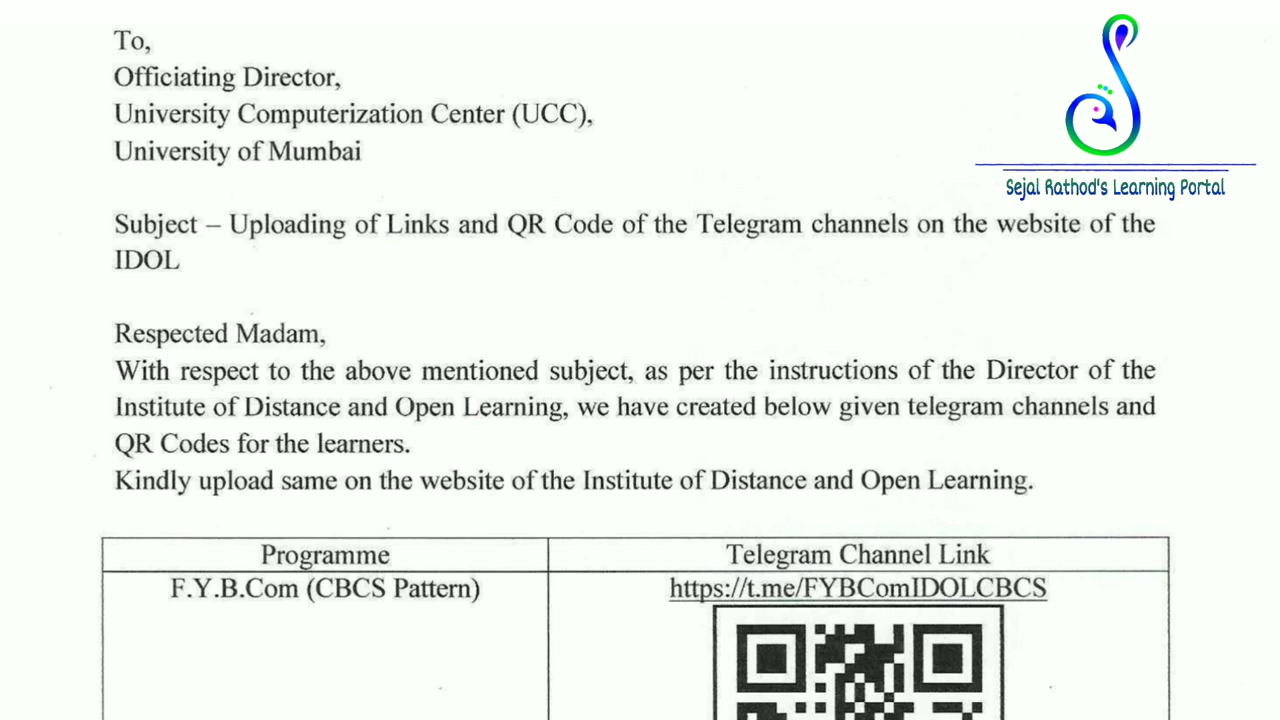 To,
Officiating Director,
University Computerization Center (UCC),
University of Mumbai
Sejal Rathod's Learning Portal
Subject – Uploading of Links and QR Code of the Telegram channels on the website of the
IDOL
Respected Madam,
With respect to the above mentioned subject, as per the instructions of the Director of the
Institute of Distance and Open Learning, we have created below given telegram channels and
QR Codes for the learners.
Kindly upload same on the website of the Institute of Distance and Open Learning.
Programme
Telegram Channel Link
F.Y.B.Com (CBCS Pattern)
https://t.me/FYBComIDOLCBCS